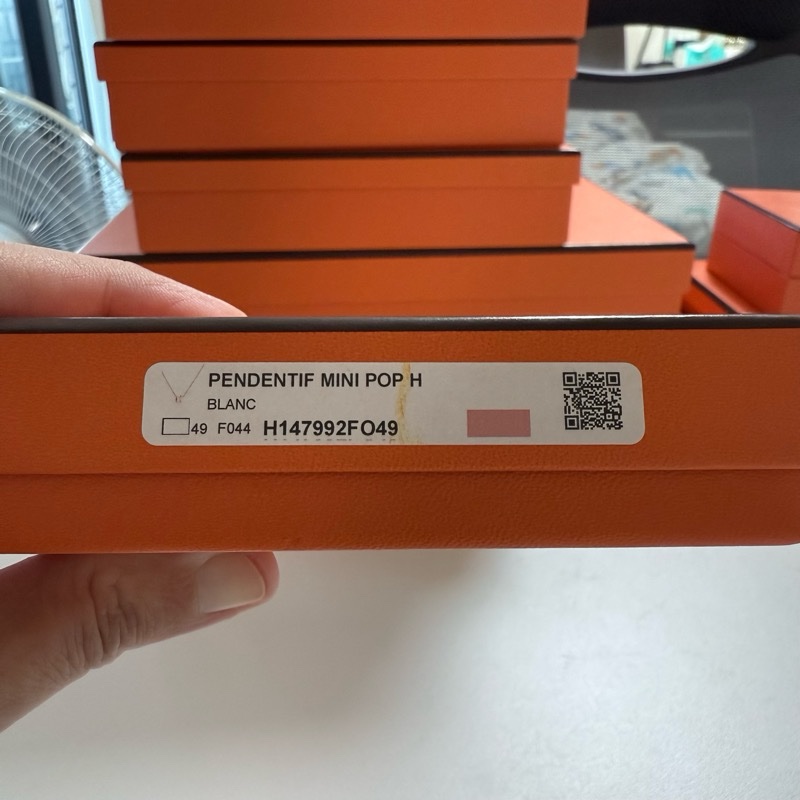 PENDENTIF MINI POP H
BLANC
49 F044 H147992FO49